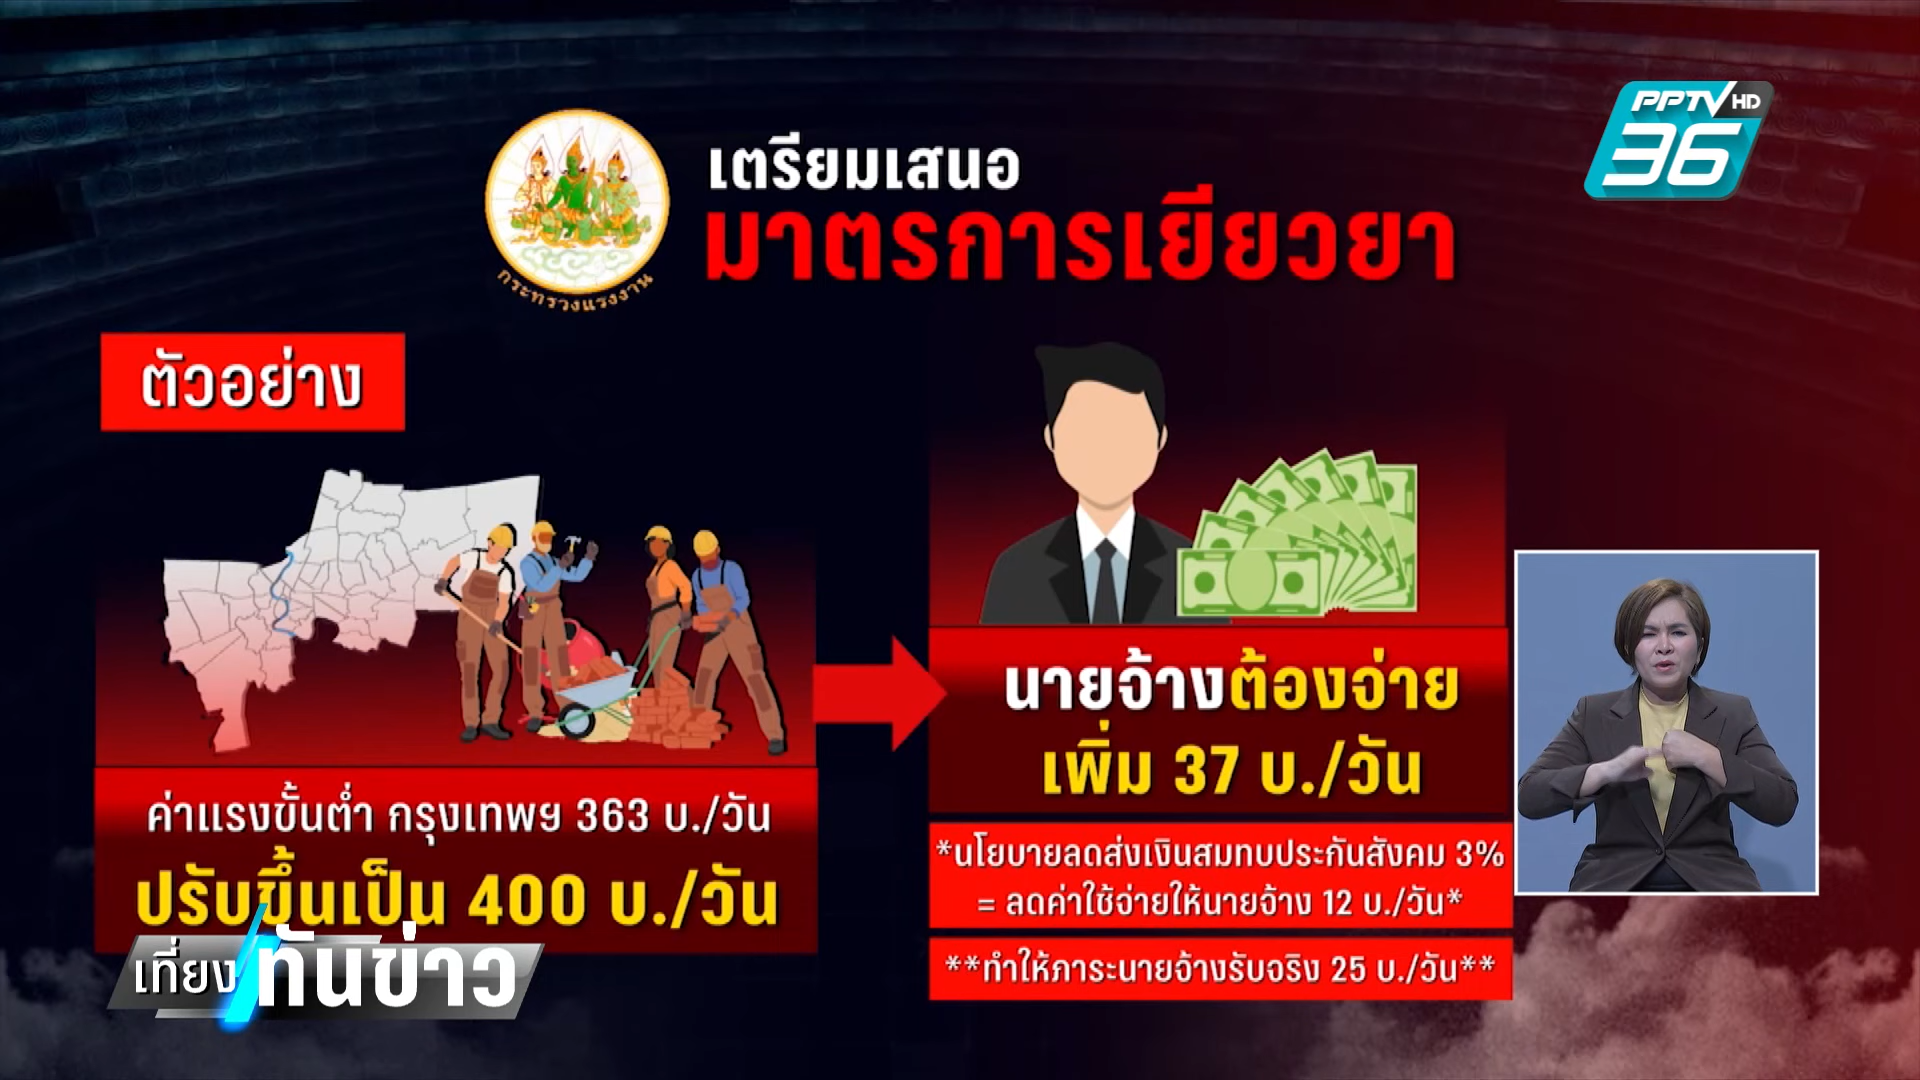 PPTV HD
36
เตรียมเสนอ
มาตรการเยียวยา
กระทรวงแรงงาน
ตัวอย่าง
ค่าแรงขั้นต่ำ กรุงเทพฯ 363 บ./วัน
ปรับขึ้นเป็น 400 บ./วัน
นายจ้างต้องจ่าย
เพิ่ม 37 บ./วัน
*นโยบายลดส่งเงินสมทบประกันสังคม 3%
= ลดค่าใช้จ่ายให้นายจ้าง 12 บ./วัน*
**ทำให้ภาระนายจ้างรับจริง 25 บ./วัน**
เที่ยงทันข่าว